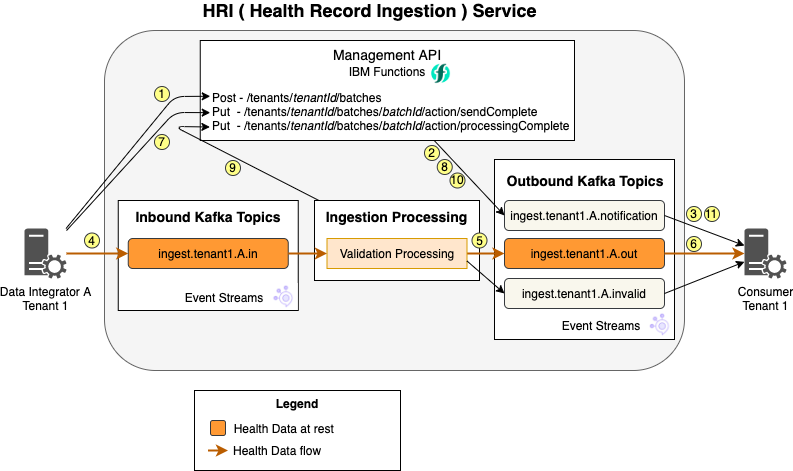 HRI ( Health Record Ingestion ) Service
Management API
IBM Functions
Post - /tenants/tenantId/batches
Put - /tenants/tenantId/batches/batchId/action/sendComplete
Put - /tenants/tenantId/batches/batchId/action/processingComplete
1
7
9
2
8
10
Inbound Kafka Topics
ingest.tenant1.A.in
Event Streams
Ingestion Processing
Validation Processing
Outbound Kafka Topics
ingest.tenant1.A.notification
ingest.tenant1.A.out
ingest.tenant1.A.invalid
Event Streams
4
5
3 11
6
Data Integrator A
Tenant 1
Consumer
Tenant 1
Legend
Health Data at rest
Health Data flow